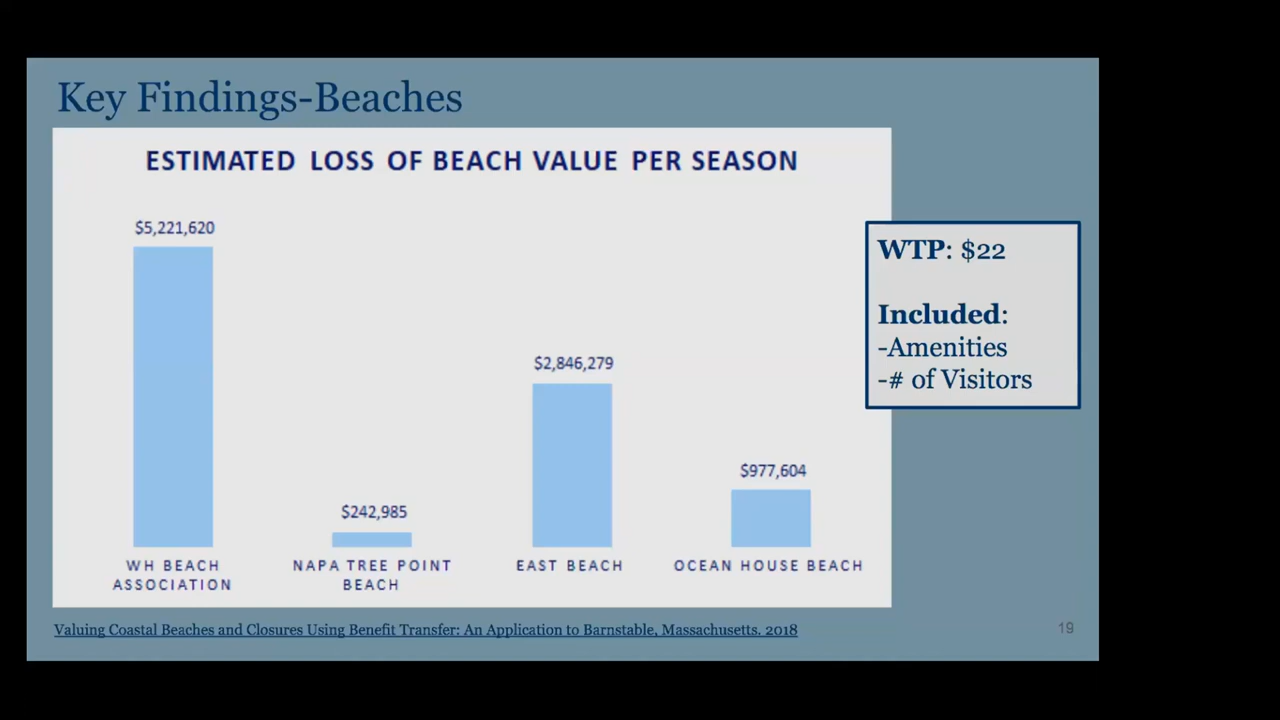 Key Findings-Beaches
ESTIMATED LOSS OF BEACH VALUE PER SEASON
$5,221,620
$242,985
$2,846,279
$977,604
WH BEACH
ASSOCIATION
NAPA TREE POINT
BEACH
EAST BEACH
OCEAN HOUSE BEACH
WTP: $22
Included:
-Amenities
-# of Visitors
Valuing Coastal Beaches and Closures Using Benefit Transfer: An Application to Barnstable, Massachusetts. 2018
19